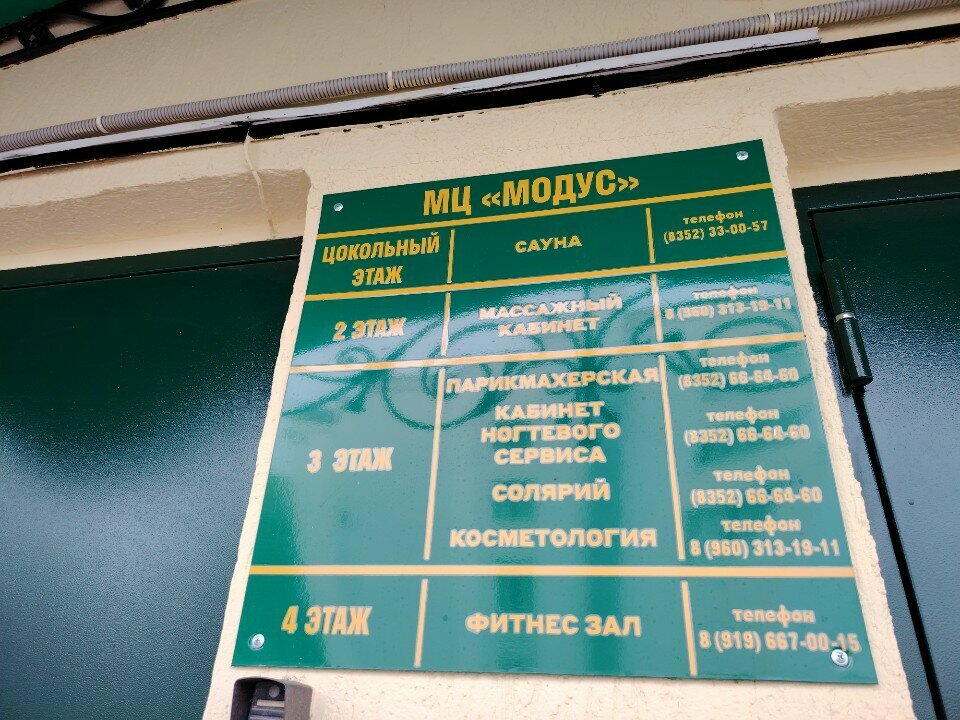 МЦ «МОДУС»
ЦОКОЛЬНЫЙ
ЭТАЖ
САУНА
телефон
(8352) 33-00-57
2 ЭТАЖ
МАССАЖНЫЙ
КАБИНЕТ
телефон
8 (960) 313-19-11
3 ЭТАЖ
ПАРИКМАХЕРСКАЯ
телефон
(8352) 66-64-60
КАБИНЕТ
НОГТЕВОГО
СЕРВИСА
телефон
(8352) 66-64-60
СОЛЯРИЙ
телефон
(8352) 66-64-60
КОСМЕТОЛОГИЯ
телефон
8 (960) 313-19-11
4 ЭТАЖ
ФИТНЕС ЗАЛ
телефон
8 (919) 667-00-15